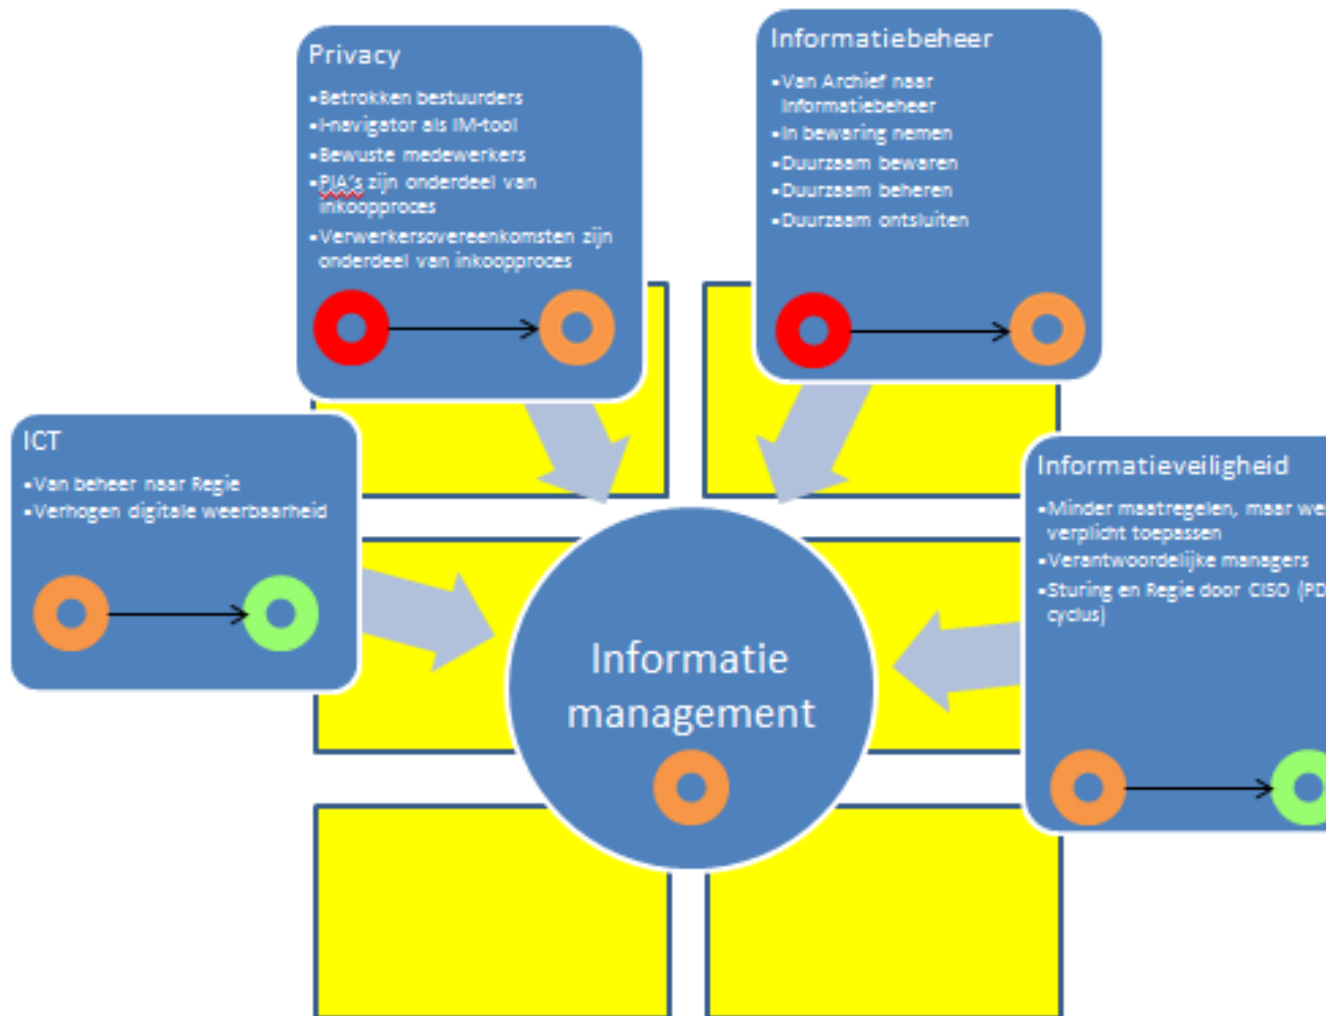 Privacy
▪Betrokken bestuurders
▪I-navigator als IM-tool
▪Bewuste medewerkers
▪PIA's zijn onderdeel van
inkoopproces
▪Verwerkersovereenkomsten zijn
onderdeel van inkoopproces
Informatiebeheer
▪Van Archief naar
Informatiebeheer
▪In bewaring nemen
▪Duurzaam bewaren
▪Duurzaam beheren
▪Duurzaam ontsluiten
ICT
▪Van beheer naar Regie
▪Verhogen digitale weerbaarheid
Informatieveiligheid
▪Minder maatregelen, maar we
verplicht toepassen
▪Verantwoordelijke managers
▪Sturing en Regie door CISO (PD
cyclus)
Informatie
management